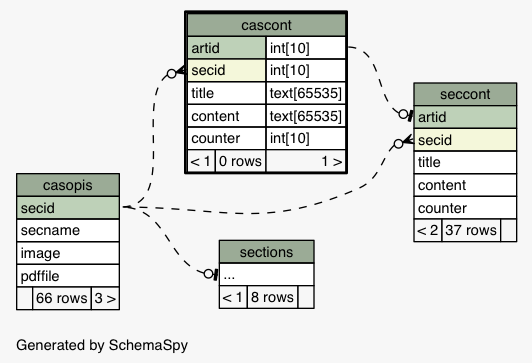 cascont
artid int[10]
secid int[10]
title text[65535]
content text[65535]
counter int[10]
< 1 0 rows 1 >
seccont
artid
secid
title
content
counter
< 2 37 rows
casopis
secid
secname
image
pdffile
66 rows 3 >
sections
...
< 1 8 rows
Generated by SchemaSpy